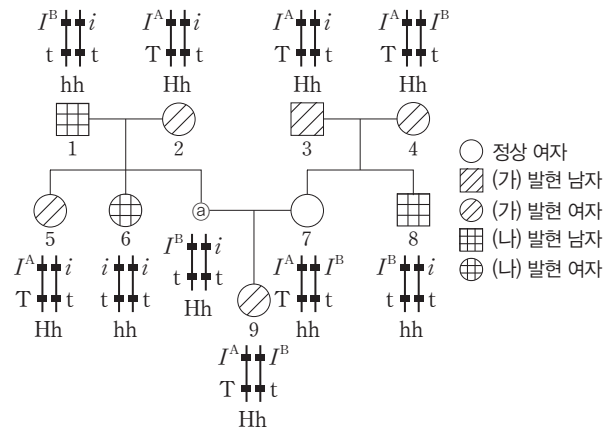 I^B i I^A i I^A i I^A I^B
t t T t T t T t
hh Hh Hh Hh
1 2 3 4
정상 여자
(가) 발현 남자
(가) 발현 여자
(나) 발현 남자
(나) 발현 여자
ⓐ
5 6 7 8
I^A i i i I^B i I^A I^B I^B i
T t t t t t T t t t
Hh hh Hh hh hh
9
I^A I^B
T t
Hh